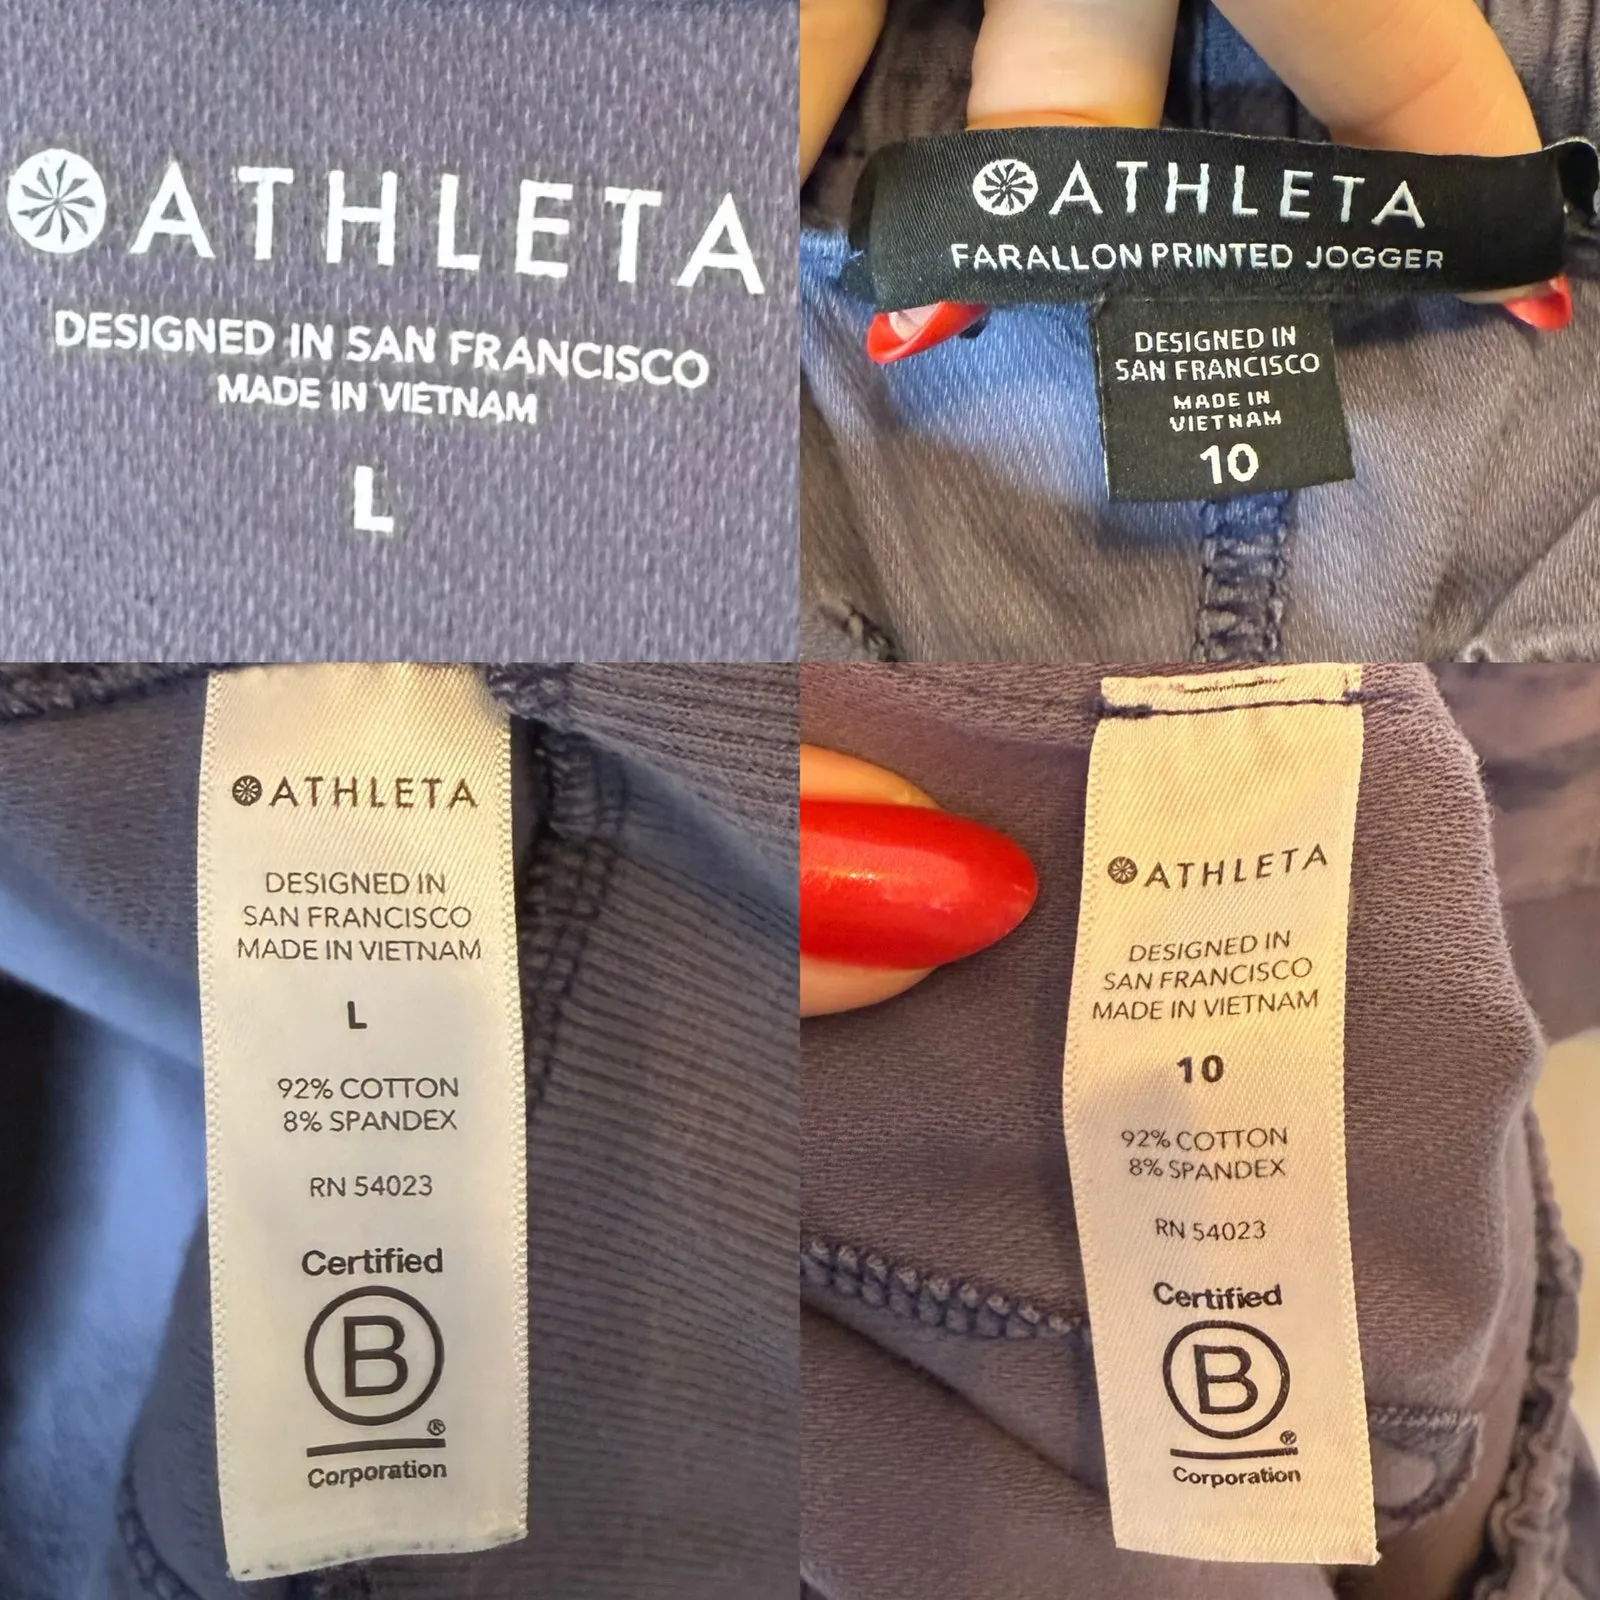 ATHLETA
DESIGNED IN SAN FRANCISCO
MADE IN VIETNAM
L
ATHLETA
FARALLON PRINTED JOGGER
DESIGNED IN
SAN FRANCISCO
MADE IN
VIETNAM
10
ATHLETA
DESIGNED IN
SAN FRANCISCO
MADE IN VIETNAM
L
92% COTTON
8% SPANDEX
RN 54023
Certified
B
®
Corporation
ATHLETA
DESIGNED IN
SAN FRANCISCO
MADE IN VIETNAM
10
92% COTTON
8% SPANDEX
RN 54023
Certified
B
®
Corporation